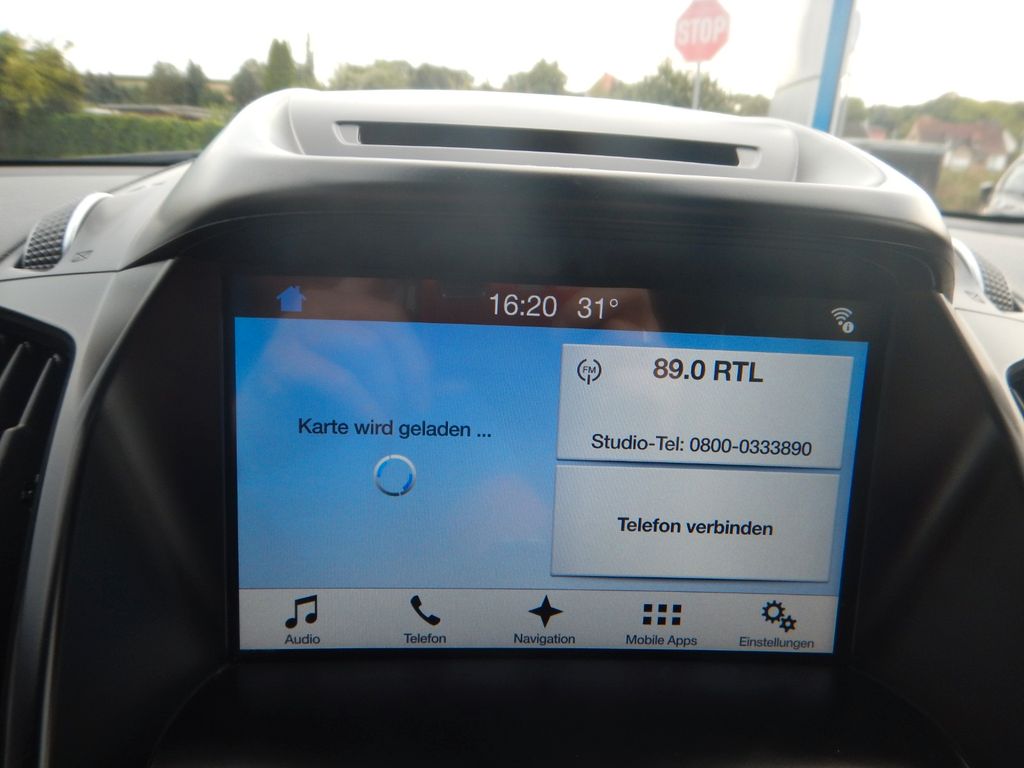 STOP
16:20 31°
Karte wird geladen ...
FM
89.0 RTL
Studio-Tel: 0800-0333890
Telefon verbinden
Audio
Telefon
Navigation
Mobile Apps
Einstellungen